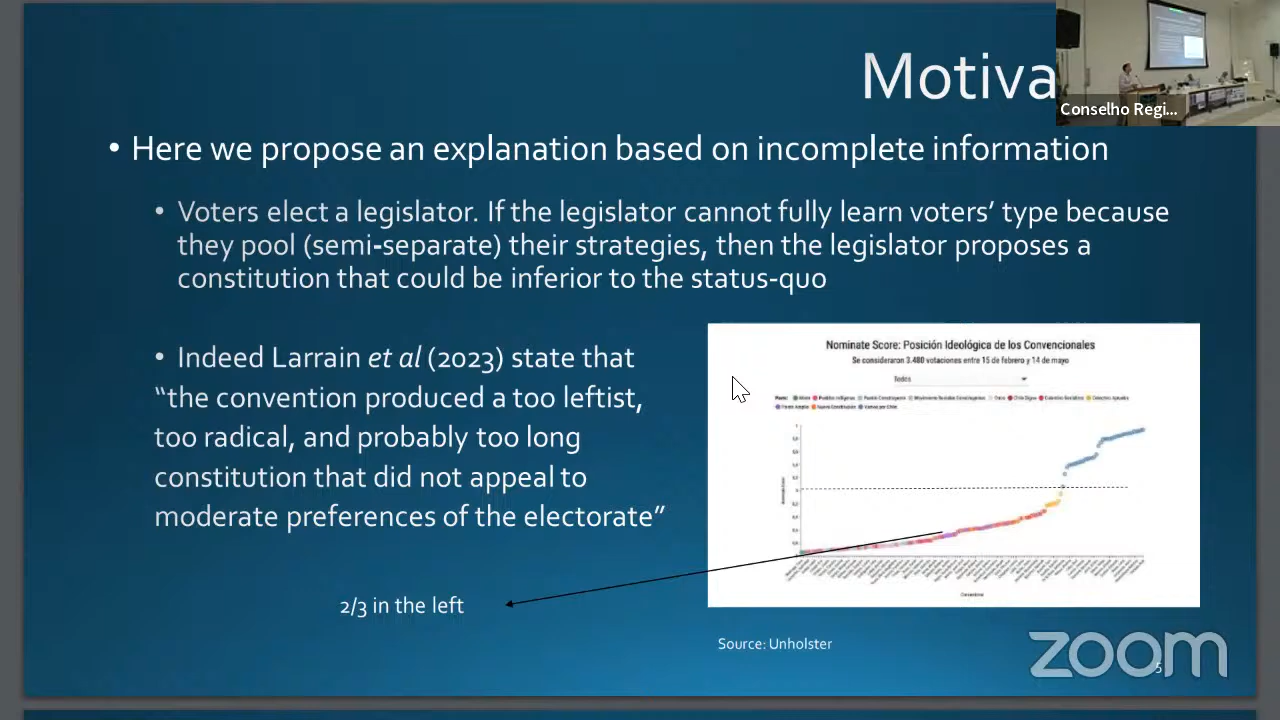 Motiva
Conselho Regi...
• Here we propose an explanation based on incomplete information
• Voters elect a legislator. If the legislator cannot fully learn voters’ type because
they pool (semi-separate) their strategies, then the legislator proposes a
constitution that could be inferior to the status-quo
• Indeed Larrain et al (2023) state that
“the convention produced a too leftist,
too radical, and probably too long
constitution that did not appeal to
moderate preferences of the electorate”
Nominate Score: Posición Ideológica de los Convencionales
Se consideraron 3.480 votaciones entre 15 de febrero y 14 de mayo
Todos
2/3 in the left
Source: Unholster
zoom
5